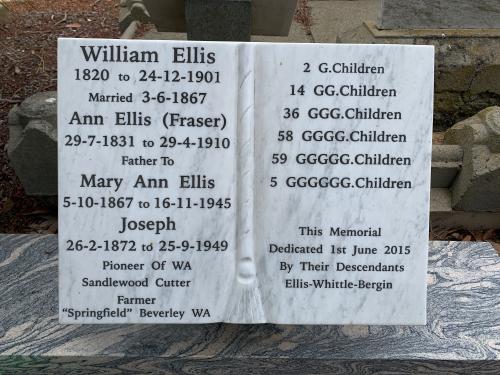 William Ellis
1820 to 24-12-1901
Married 3-6-1867
Ann Ellis (Fraser)
29-7-1831 to 29-4-1910
Father To
Mary Ann Ellis
5-10-1867 to 16-11-1945
Joseph
26-2-1872 to 25-9-1949
Pioneer Of WA
Sandlewood Cutter
Farmer
"Springfield" Beverley WA
2 G.Children
14 GG.Children
36 GGG.Children
58 GGGG.Children
59 GGGGG.Children
5 GGGGGG.Children
This Memorial
Dedicated 1st June 2015
By Their Descendants
Ellis-Whittle-Bergin